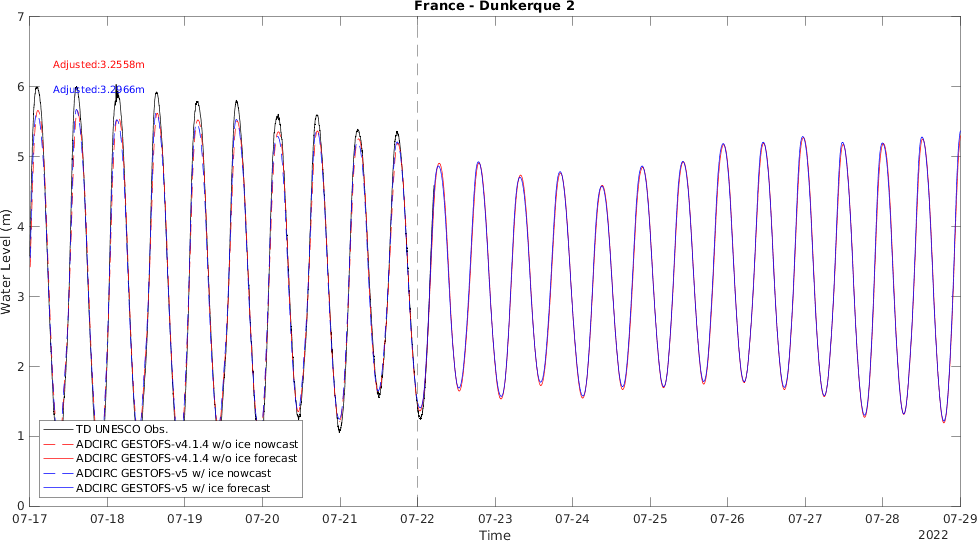 France - Dunkerque 2
7
Adjusted:3.2558m
6
Adjusted:3.2966m
5
4
3
2
1
0
Water Level (m)
TD UNESCO Obs.
ADCIRC GESTOFS-v4.1.4 w/o ice nowcast
ADCIRC GESTOFS-v4.1.4 w/o ice forecast
ADCIRC GESTOFS-v5 w/ ice nowcast
ADCIRC GESTOFS-v5 w/ ice forecast
07-17 07-18 07-19 07-20 07-21 07-22 07-23 07-24 07-25 07-26 07-27 07-28 07-29
Time
2022